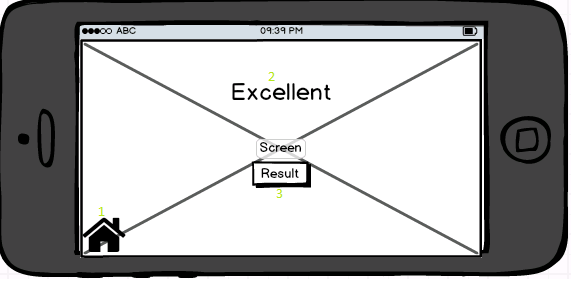 ABC 09:39 PM
2
Excellent
Screen
Result
3
1